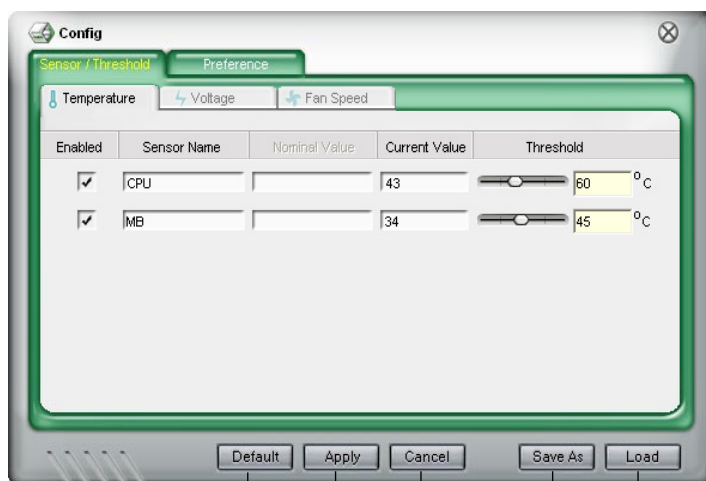 Config
Sensor / Threshold Preference
Temperature Voltage Fan Speed
Enabled Sensor Name Nominal Value Current Value Threshold
CPU 43 60 °C
MB 34 45 °C
Default Apply Cancel Save As Load